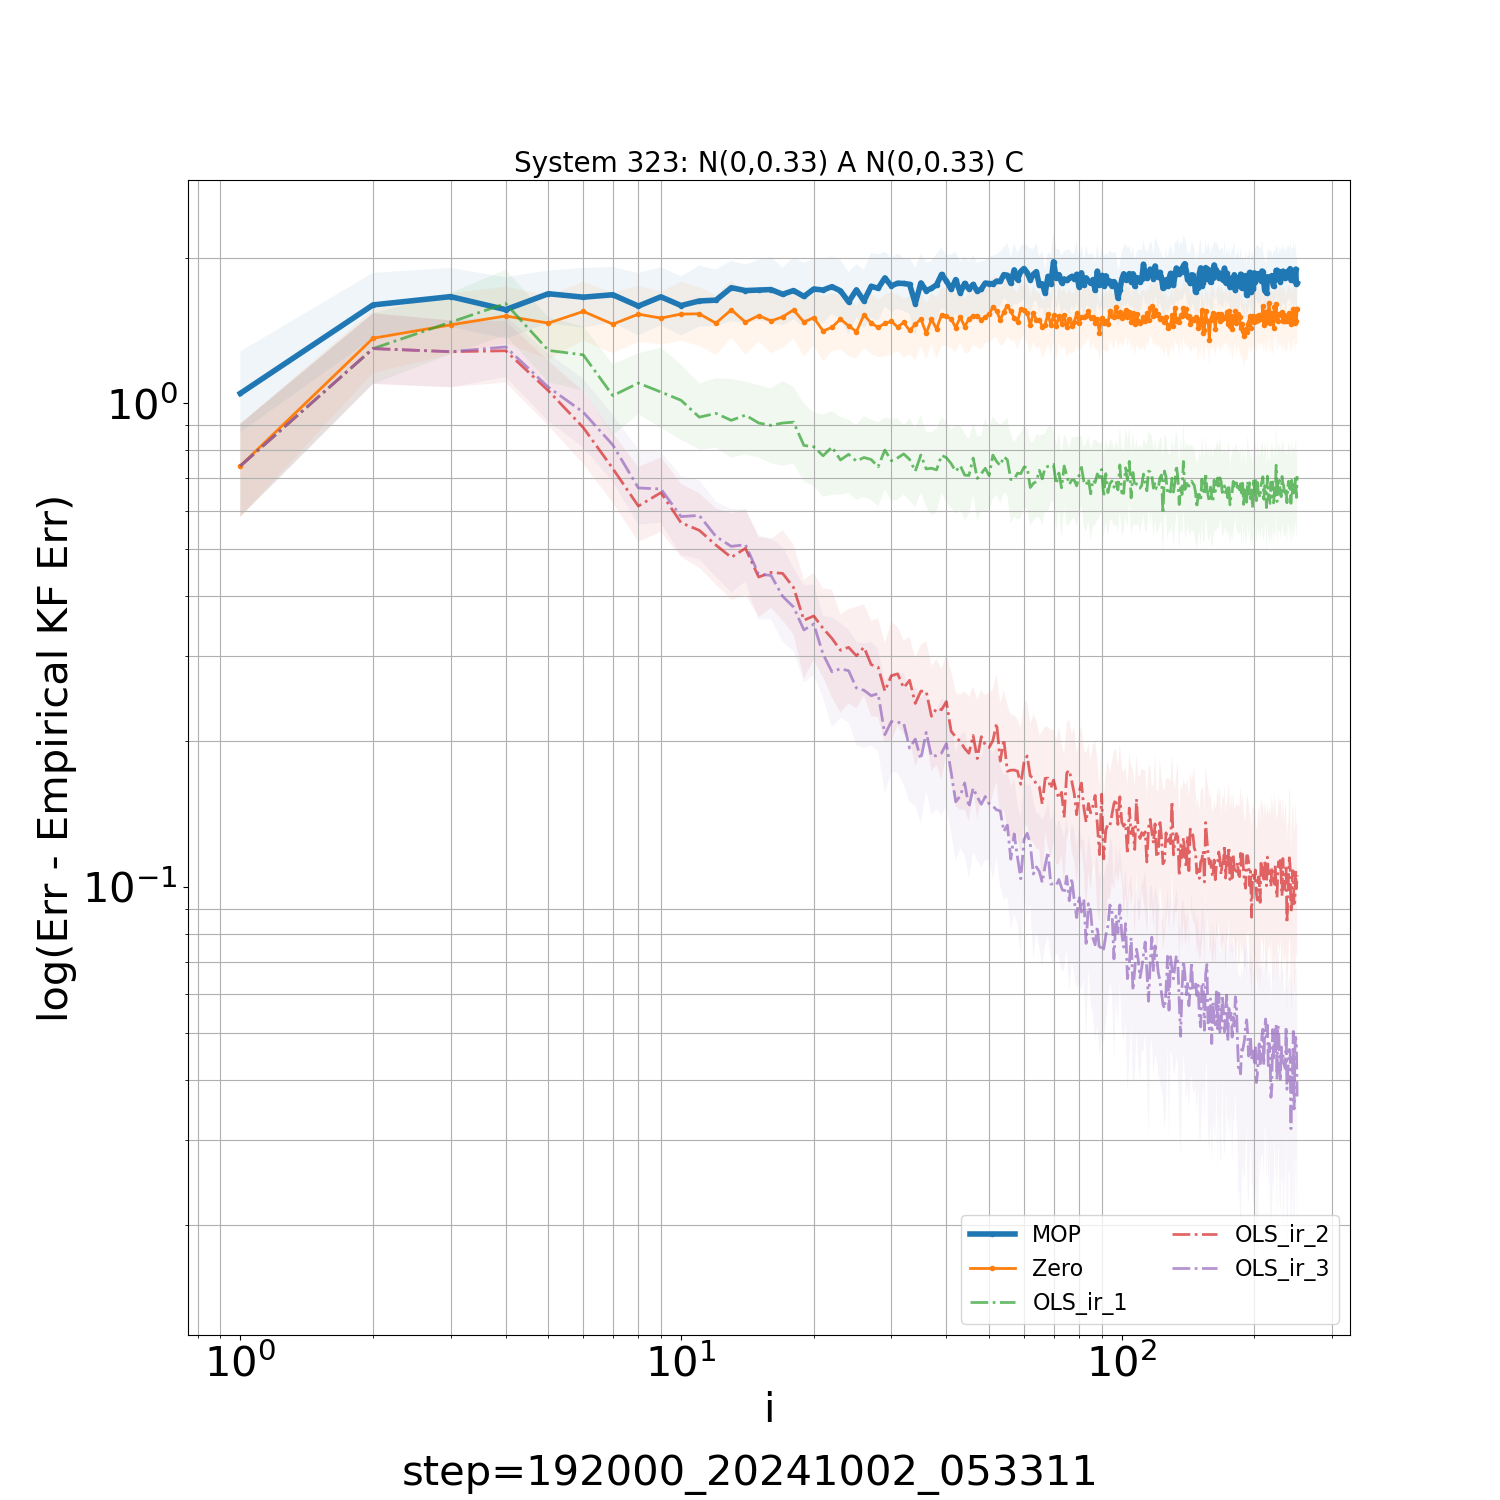 System 323: N(0,0.33) A N(0,0.33) C
log(Err - Empirical KF Err)
10⁰
10⁻¹
MOP
Zero
OLS_ir_1
OLS_ir_2
OLS_ir_3
10⁰ 10¹ 10²
i
step=192000_20241002_053311